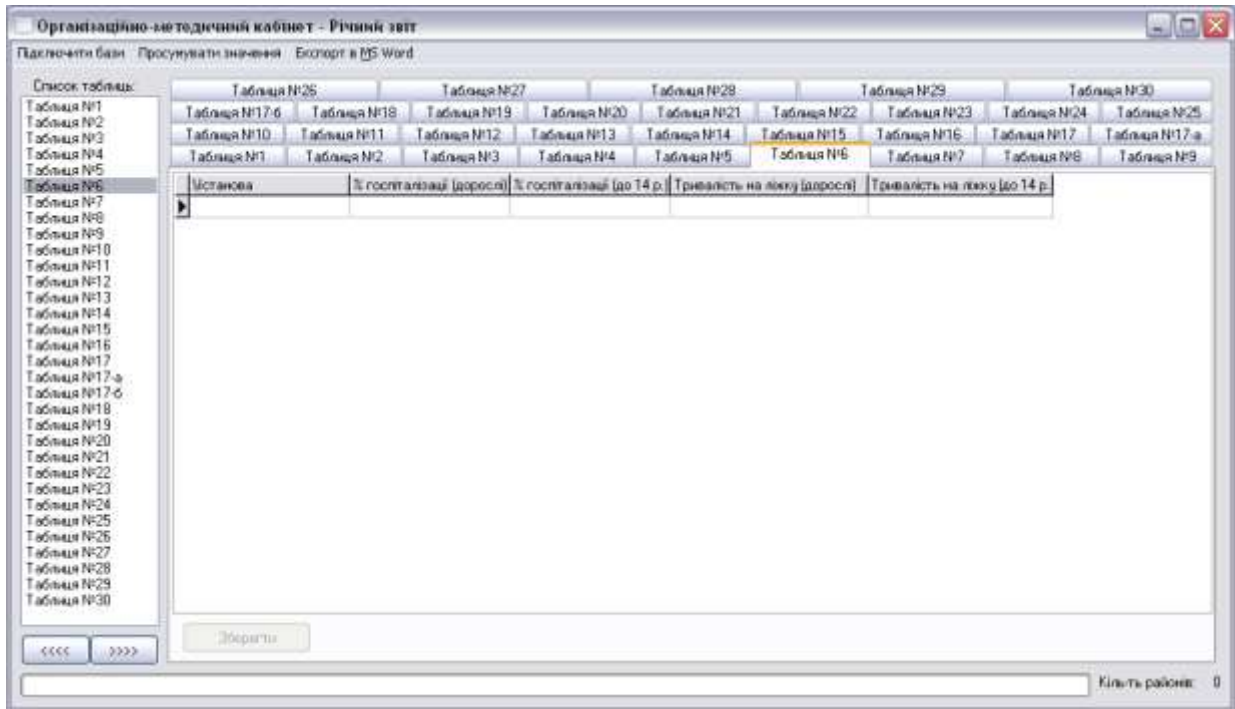 Організаційно-методичний кабінет - Річний звіт
Підключити бази Просумувати значення Експорт в MS Word
Список таблиць:
Таблиця №1
Таблиця №2
Таблиця №3
Таблиця №4
Таблиця №5
Таблиця №6
Таблиця №7
Таблиця №8
Таблиця №9
Таблиця №10
Таблиця №11
Таблиця №12
Таблиця №13
Таблиця №14
Таблиця №15
Таблиця №16
Таблиця №17
Таблиця №17-а
Таблиця №17-б
Таблиця №18
Таблиця №19
Таблиця №20
Таблиця №21
Таблиця №22
Таблиця №23
Таблиця №24
Таблиця №25
Таблиця №26
Таблиця №27
Таблиця №28
Таблиця №29
Таблиця №30
<<<< >>>>
Таблиця №26 Таблиця №27 Таблиця №28 Таблиця №29 Таблиця №30
Таблиця №17-б Таблиця №18 Таблиця №19 Таблиця №20 Таблиця №21 Таблиця №22 Таблиця №23 Таблиця №24 Таблиця №25
Таблиця №10 Таблиця №11 Таблиця №12 Таблиця №13 Таблиця №14 Таблиця №15 Таблиця №16 Таблиця №17 Таблиця №17-а
Таблиця №1 Таблиця №2 Таблиця №3 Таблиця №4 Таблиця №5 Таблиця №6 Таблиця №7 Таблиця №8 Таблиця №9
Установа % госпіталізації (дорослі) % госпіталізації (до 14 р.) Тривалість на ліжку (дорослі) Тривалість на ліжку (до 14 р.)
Зберегти
Кільть районів: 0